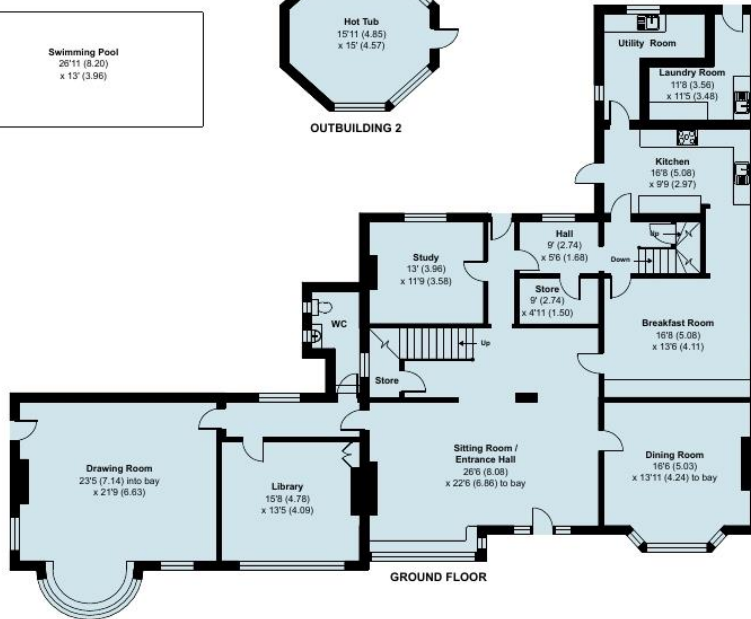 Hot Tub
15'11 (4.85)
x 15' (4.57)
OUTBUILDING 2
Swimming Pool
26'11 (8.20)
x 13' (3.96)
Utility Room
Laundry Room
11'8 (3.56)
x 11'5 (3.48)
Kitchen
16'8 (5.08)
x 9'9 (2.97)
Hall
9' (2.74)
x 5'6 (1.68)
Up
Down
Study
13' (3.96)
x 11'9 (3.58)
Store
9' (2.74)
x 4'11 (1.50)
WC
Breakfast Room
16'8 (5.08)
x 13'6 (4.11)
Up
Store
Sitting Room /
Entrance Hall
26'6 (8.08)
x 22'6 (6.86) to bay
Dining Room
16'6 (5.03)
x 13'11 (4.24) to bay
Drawing Room
23'5 (7.14) into bay
x 21'9 (6.63)
Library
15'8 (4.78)
x 13'5 (4.09)
GROUND FLOOR